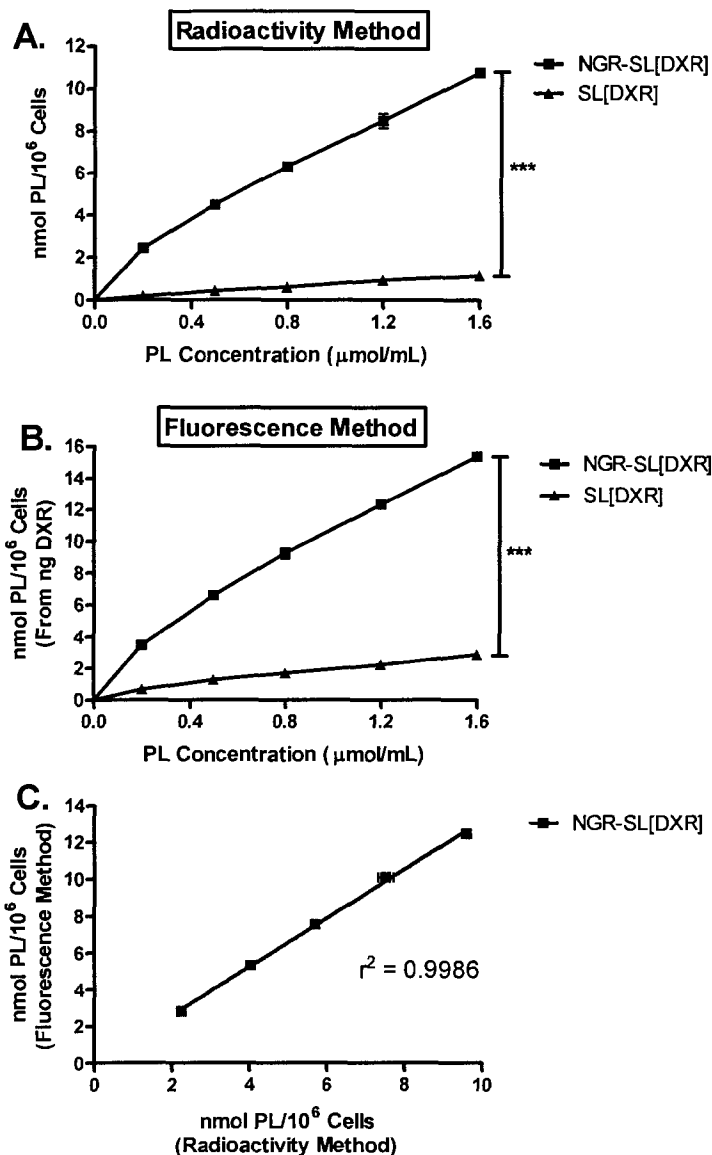 A.
Radioactivity Method
nmol PL/10⁶ Cells
12
10
8
6
4
2
0
0.0 0.4 0.8 1.2 1.6
PL Concentration (μmol/mL)
NGR-SL[DXR]
SL[DXR]
***
B.
Fluorescence Method
nmol PL/10⁶ Cells
(From ng DXR)
16
14
12
10
8
6
4
2
0
0.0 0.4 0.8 1.2 1.6
PL Concentration (μmol/mL)
NGR-SL[DXR]
SL[DXR]
***
C.
nmol PL/10⁶ Cells
(Fluorescence Method)
14
12
10
8
6
4
2
0
0 2 4 6 8 10
nmol PL/10⁶ Cells
(Radioactivity Method)
NGR-SL[DXR]
r² = 0.9986